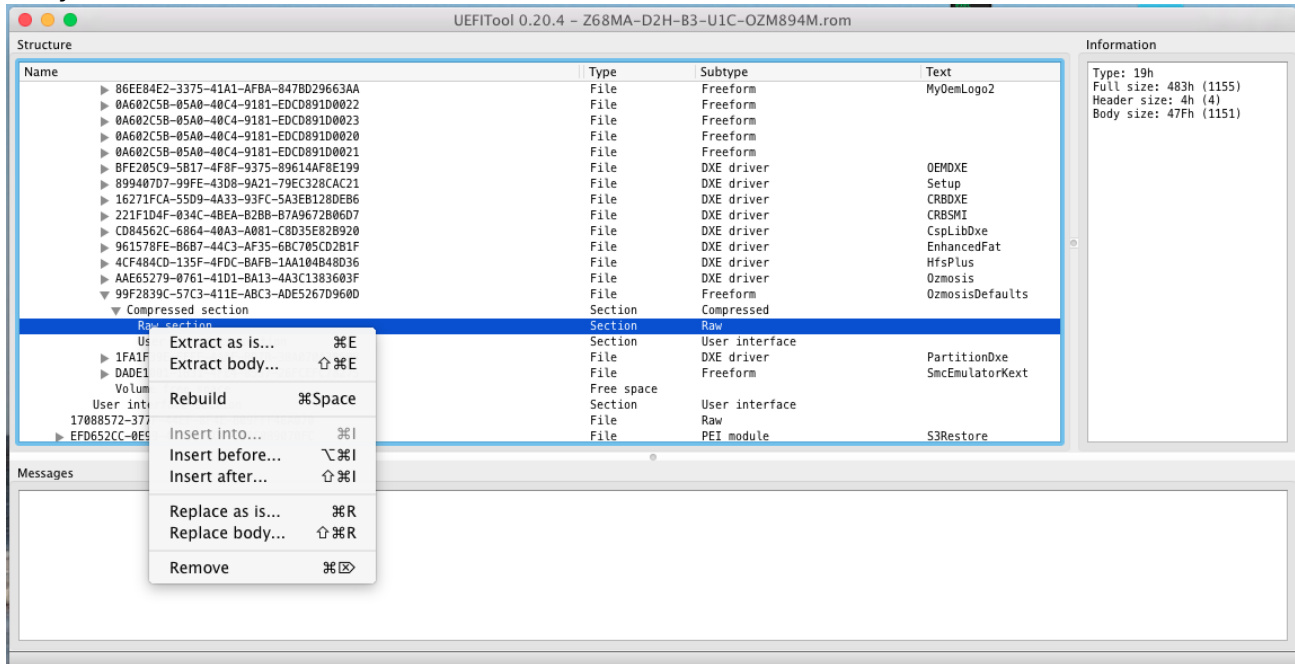 UEFITool 0.20.4 – Z68MA-D2H-B3-U1C-OZM894M.rom
Structure
Information
Name Type Subtype Text
Type: 19h
Full size: 483h (1155)
Header size: 4h (4)
Body size: 47Fh (1151)
86EE84E2-3375-41A1-AFBA-847BD29663AA File Freeform MyOemLogo2
0A602C5B-05A0-40C4-9181-EDCD891D0022 File Freeform
0A602C5B-05A0-40C4-9181-EDCD891D0023 File Freeform
0A602C5B-05A0-40C4-9181-EDCD891D0020 File Freeform
0A602C5B-05A0-40C4-9181-EDCD891D0021 File Freeform
BFE205C9-5B17-4F8F-9375-89614AF8E199 File DXE driver OEMDXE
899407D7-99FE-43D8-9A21-79EC328CAC21 File DXE driver Setup
16271FCA-55D9-4A33-93FC-5A3EB128DEB6 File DXE driver CRBDXE
221F1D4F-034C-4BEA-B2BB-B7A9672B06D7 File DXE driver CRBSMI
CD84562C-6864-40A3-A081-C8D35E82B920 File DXE driver CspLibDxe
961578FE-B6B7-44C3-AF35-6BC705CD2B1F File DXE driver EnhancedFat
4CF484CD-135F-4FDC-BAFB-1AA104B48D36 File DXE driver HfsPlus
AAE65279-0761-41D1-BA13-4A3C1383603F File DXE driver Ozmosis
99F2839C-57C3-411E-ABC3-ADE5267D960D File Freeform OzmosisDefaults
Compressed section Section Compressed
Raw section Section Raw
Us Section User interface
1FA1F File DXE driver PartitionDxe
DADE1 File Freeform SmcEmulatorKext
Volum Free space
User inte Section User interface
17088572-377 File Raw
EFD652CC-0E9 File PEI module S3Restore
Extract as is... ⌘E
Extract body... ⇧⌘E
Rebuild ⌘Space
Insert into... ⌘I
Insert before... ⌥⌘I
Insert after... ⇧⌘I
Replace as is... ⌘R
Replace body... ⇧⌘R
Remove ⌘⌦
Messages